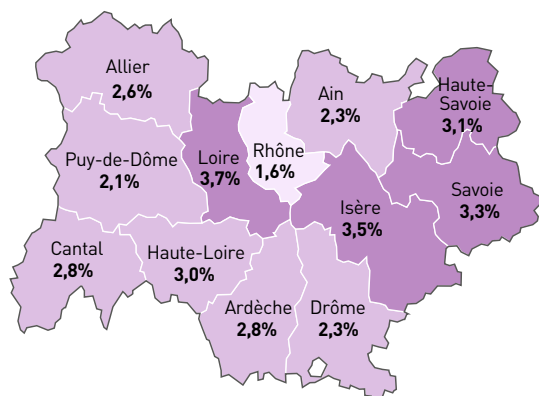 Allier
2,6%
Ain
2,3%
Haute-
Savoie
3,1%
Puy-de-Dôme
2,1%
Loire
3,7%
Rhône
1,6%
Isère
3,5%
Savoie
3,3%
Cantal
2,8%
Haute-Loire
3,0%
Ardèche
2,8%
Drôme
2,3%